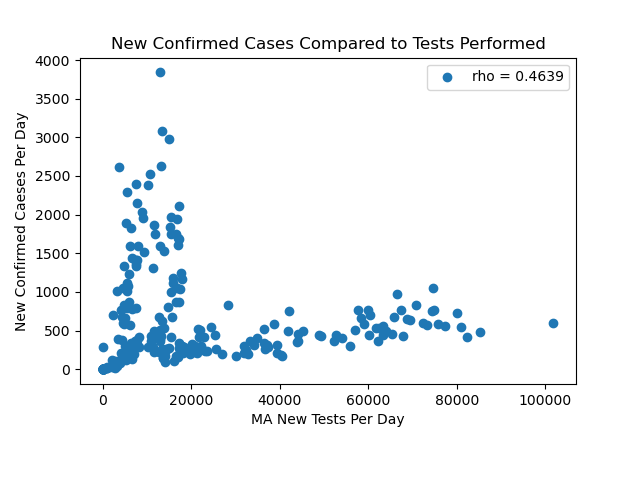 New Confirmed Cases Compared to Tests Performed
rho = 0.4639
New Confirmed Caeses Per Day
4000
3500
3000
2500
2000
1500
1000
500
0
0 20000 40000 60000 80000 100000
MA New Tests Per Day